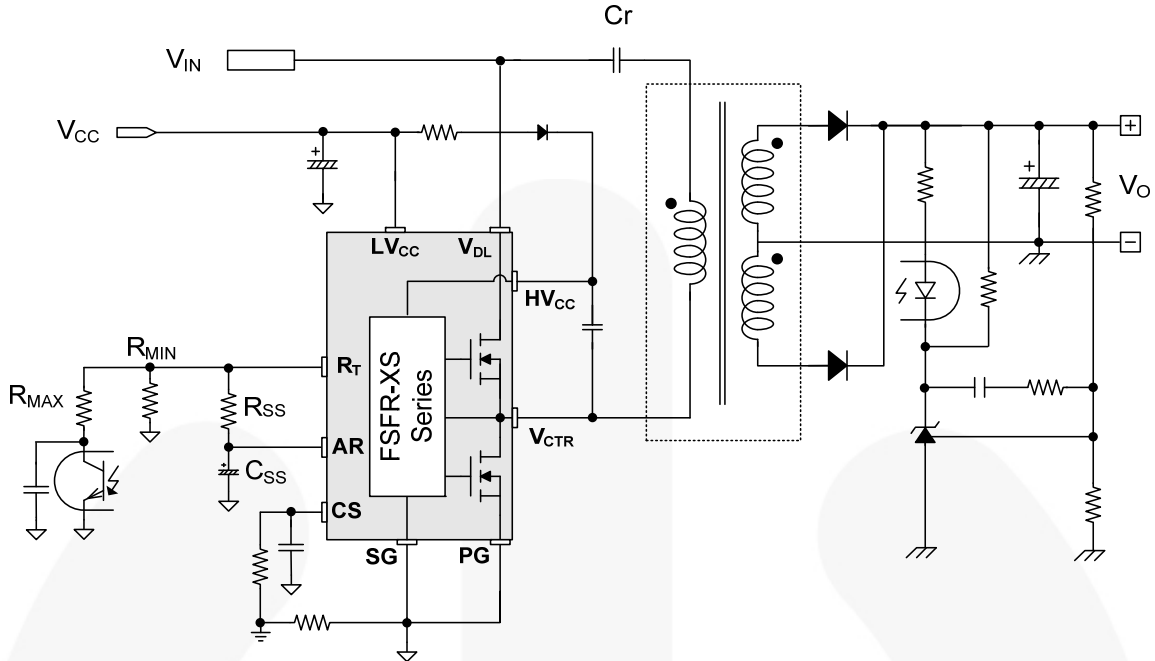 Cr
VIN
VCC
LVCC
VDL
HVCC
VO
+
-
RMIN
RT
RMAX
RSS
AR
CSS
CS
FSFR-XS
Series
VCTR
SG
PG
+
+
+